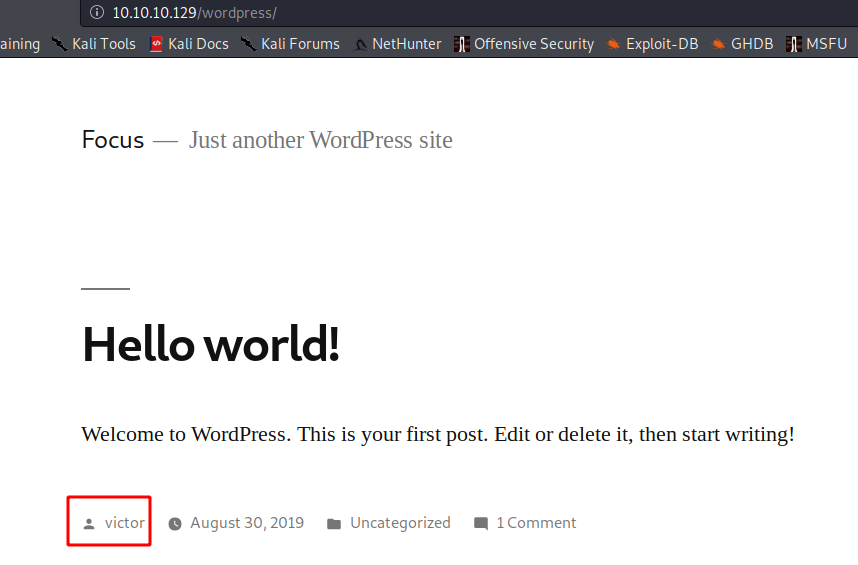 10.10.10.129/wordpress/
aining Kali Tools Kali Docs Kali Forums NetHunter Offensive Security Exploit-DB GHDB MSFU
Focus — Just another WordPress site
Hello world!
Welcome to WordPress. This is your first post. Edit or delete it, then start writing!
victor August 30, 2019 Uncategorized 1 Comment